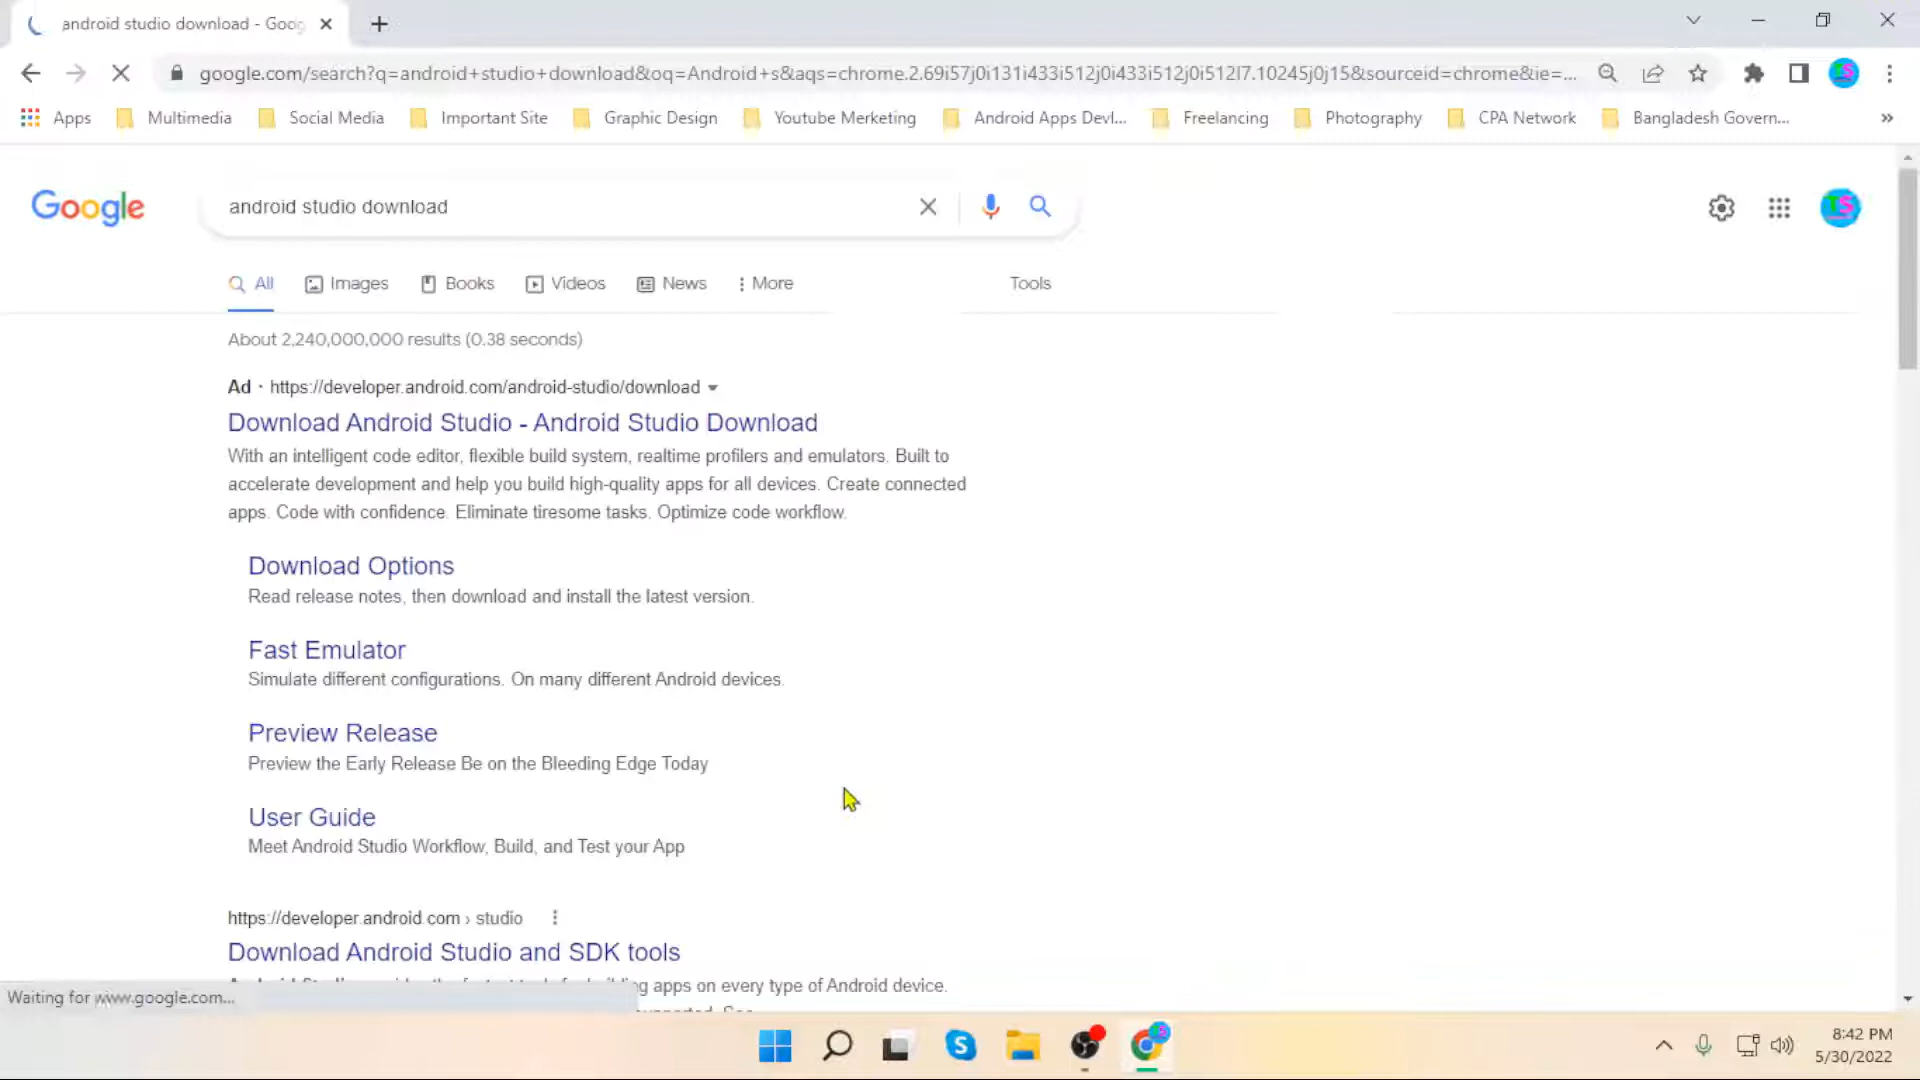 android studio download - Goog
google.com/search?q=android+studio+download&oq=Android+s&aqs=chrome.2.69i57j0i131i433i512j0i433i512j0i512l7.10245j0j15&sourceid=chrome&ie=...
Apps Multimedia Social Media Important Site Graphic Design Youtube Merketing Android Apps Devl... Freelancing Photography CPA Network Bangladesh Govern... »
Google android studio download
All Images Books Videos News More Tools
About 2,240,000,000 results (0.38 seconds)
Ad · https://developer.android.com/android-studio/download
Download Android Studio - Android Studio Download
With an intelligent code editor, flexible build system, realtime profilers and emulators. Built to
accelerate development and help you build high-quality apps for all devices. Create connected
apps. Code with confidence. Eliminate tiresome tasks. Optimize code workflow.
Download Options
Read release notes, then download and install the latest version.
Fast Emulator
Simulate different configurations. On many different Android devices.
Preview Release
Preview the Early Release Be on the Bleeding Edge Today
User Guide
Meet Android Studio Workflow, Build, and Test your App
https://developer.android.com › studio
Download Android Studio and SDK tools
apps on every type of Android device.
Waiting for www.google.com...
8:42 PM
5/30/2022